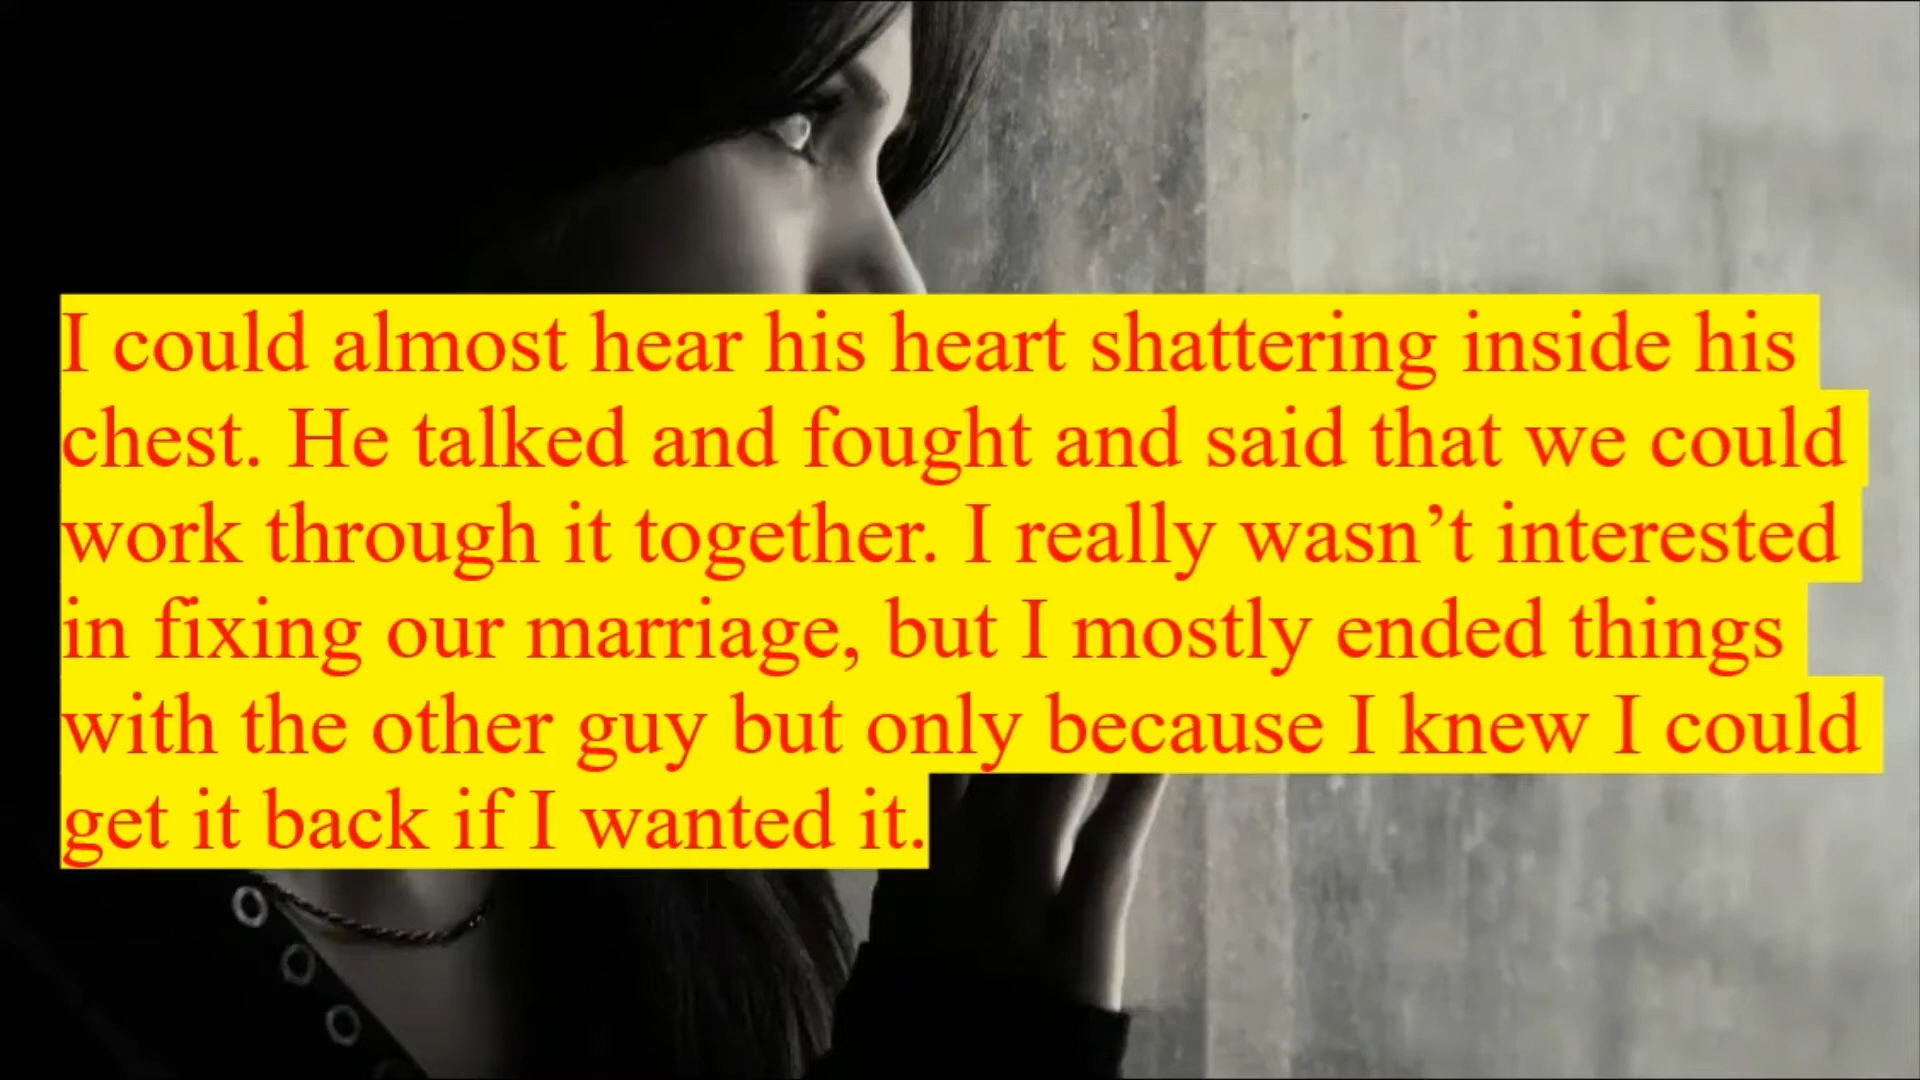 I could almost hear his heart shattering inside his
chest. He talked and fought and said that we could
work through it together. I really wasn’t interested
in fixing our marriage, but I mostly ended things
with the other guy but only because I knew I could
get it back if I wanted it.